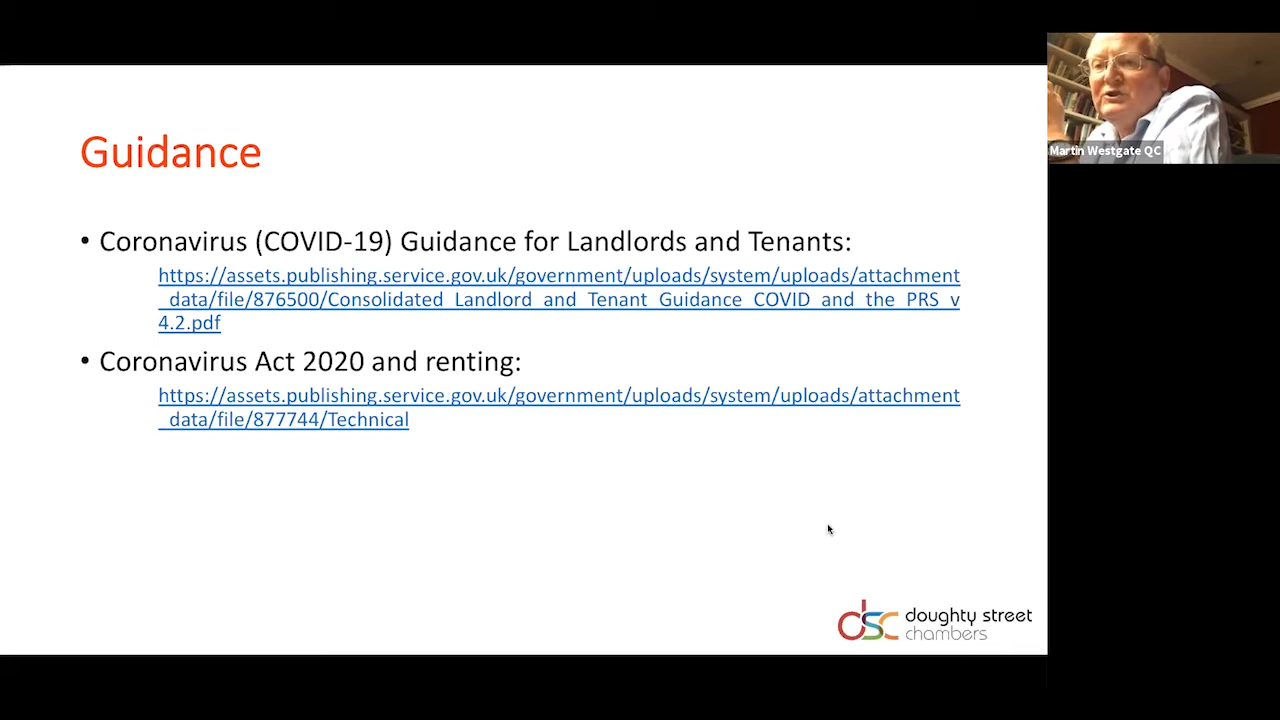 Guidance
• Coronavirus (COVID-19) Guidance for Landlords and Tenants:
https://assets.publishing.service.gov.uk/government/uploads/system/uploads/attachment
_data/file/876500/Consolidated_Landlord_and_Tenant_Guidance_COVID_and_the_PRS_v
4.2.pdf
• Coronavirus Act 2020 and renting:
https://assets.publishing.service.gov.uk/government/uploads/system/uploads/attachment
_data/file/877744/Technical
dsc doughty street
chambers
Martin Westgate QC